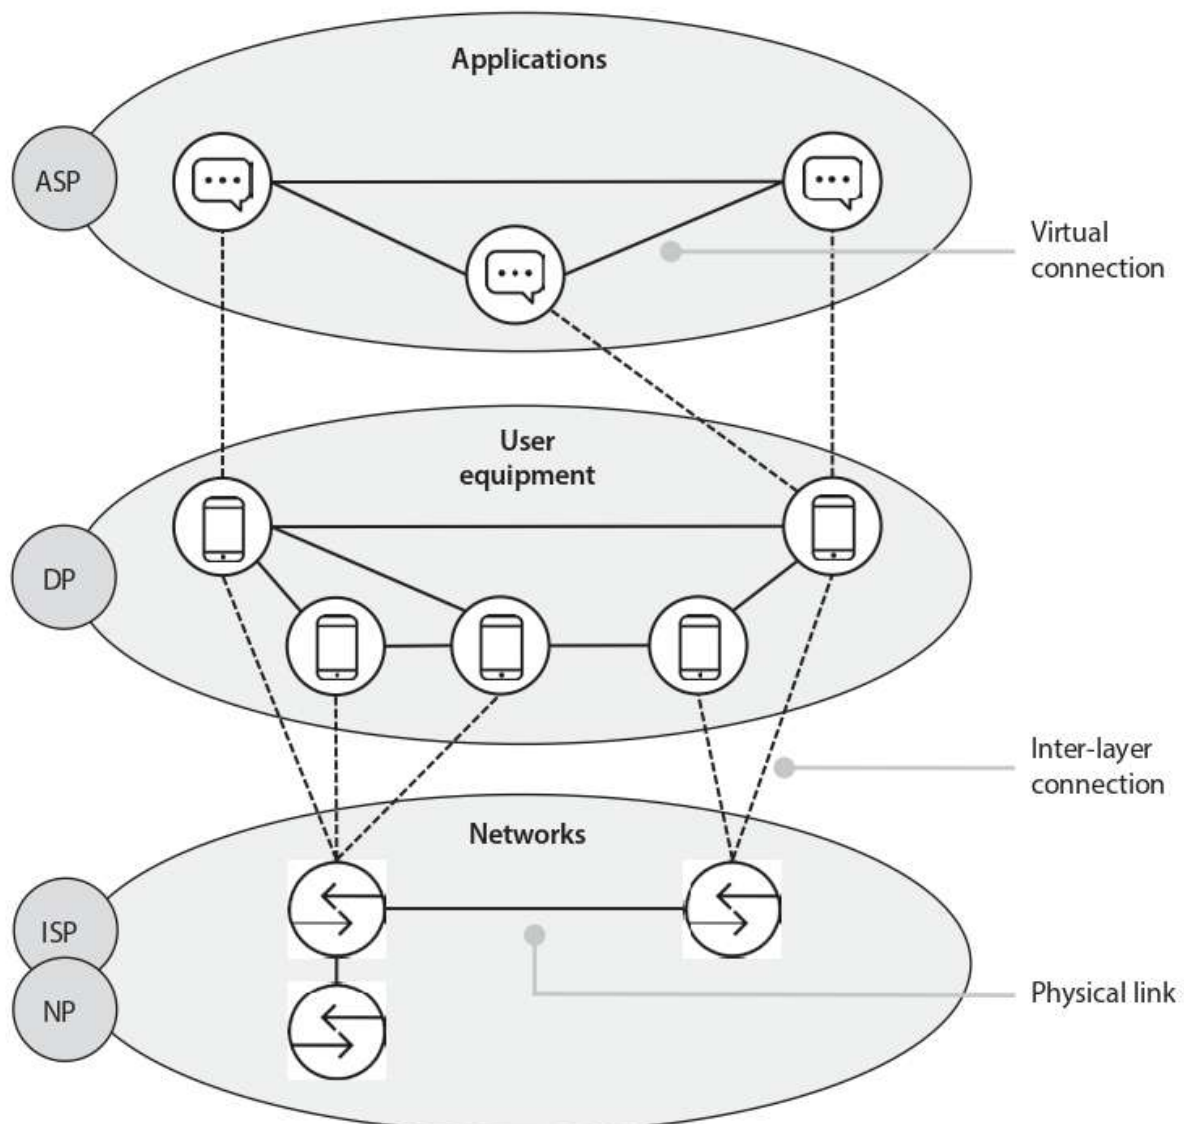 Applications
ASP
Virtual
connection
User
equipment
DP
Inter-layer
connection
Networks
ISP
NP
Physical link